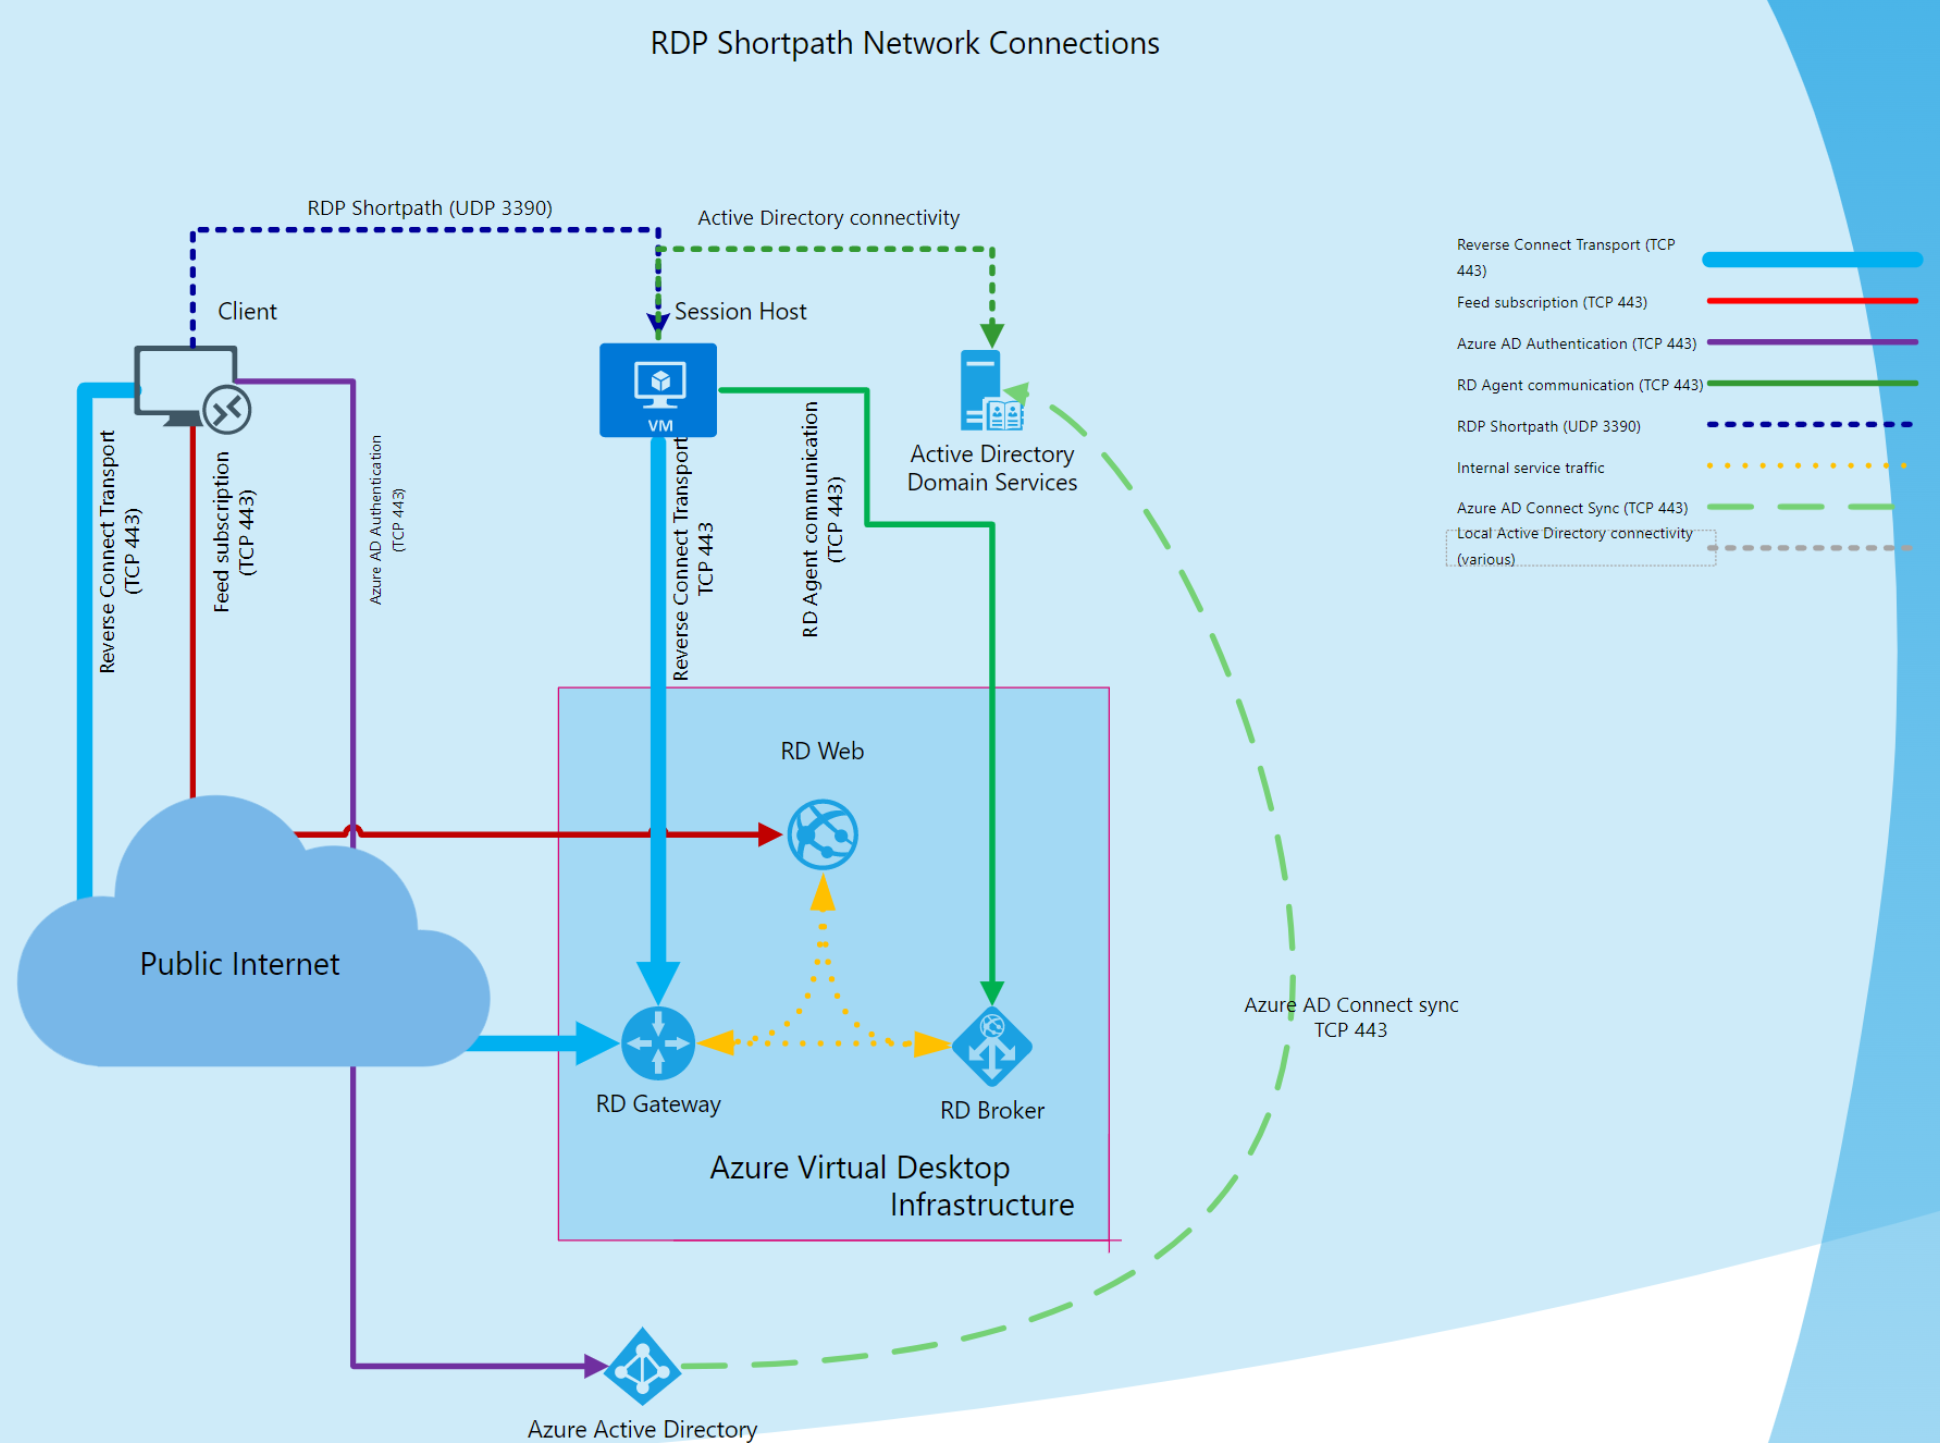 RDP Shortpath Network Connections
RDP Shortpath (UDP 3390)
Active Directory connectivity
Client
Session Host
VM
Active Directory
Domain Services
Reverse Connect Transport
(TCP 443)
Feed subscription
(TCP 443)
Azure AD Authentication
(TCP 443)
Reverse Connect Transport
TCP 443
RD Agent communication
(TCP 443)
Reverse Connect Transport (TCP
443)
Feed subscription (TCP 443)
Azure AD Authentication (TCP 443)
RD Agent communication (TCP 443)
RDP Shortpath (UDP 3390)
Internal service traffic
Azure AD Connect Sync (TCP 443)
Local Active Directory connectivity
(various)
RD Web
Public Internet
RD Gateway
RD Broker
Azure Virtual Desktop
Infrastructure
Azure AD Connect sync
TCP 443
Azure Active Directory